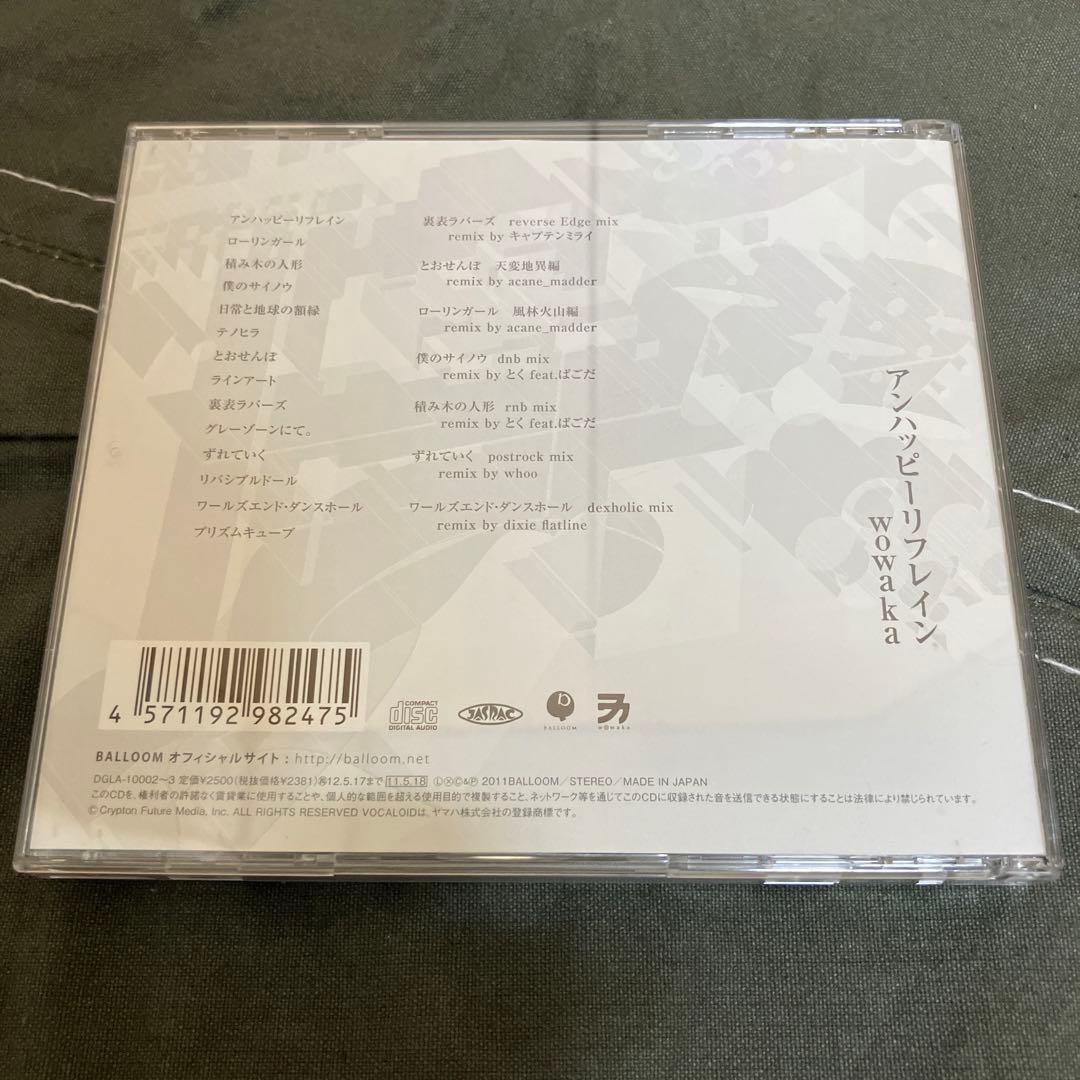 アンハッピーリフレイン
ローリンガール
積み木の人形
僕のサイノウ
日常と地球の額縁
テノヒラ
とおせんぼ
ラインアート
裏表ラバーズ
グレーゾーンにて。
ずれていく
リバシブルドール
ワールズエンド・ダンスホール
プリズムキューブ
裏表ラバーズ reverse Edge mix
remix by キャプテンミライ
とおせんぼ 天変地異編
remix by acane_madder
ローリンガール 風林火山編
remix by acane_madder
僕のサイノウ dnb mix
remix by とく feat.ぱごだ
積み木の人形 rnb mix
remix by とく feat.ぱごだ
ずれていく postrock mix
remix by whoo
ワールズエンド・ダンスホール dexholic mix
remix by dixie flatline
アンハッピーリフレイン
wowaka
4 571192 982475
COMPACT
disc
DIGITAL AUDIO
JASRAC
BALLOOM
wowaka
BALLOOM オフィシャルサイト : http://balloom.net
DGLA-10002〜3 定価¥2500(税抜価格¥2381)再12.5.17まで 11.5.18 ⓁⓍ©&Ⓟ 2011BALLOOM/STEREO/MADE IN JAPAN
このCDを、権利者の許諾なく賃貸業に使用することや、個人的な範囲を超える使用目的で複製すること、ネットワーク等を通じてこのCDに収録された音を送信できる状態にすることは法律により禁じられています。
© Crypton Future Media, Inc. ALL RIGHTS RESERVED VOCALOIDは、ヤマハ株式会社の登録商標です。